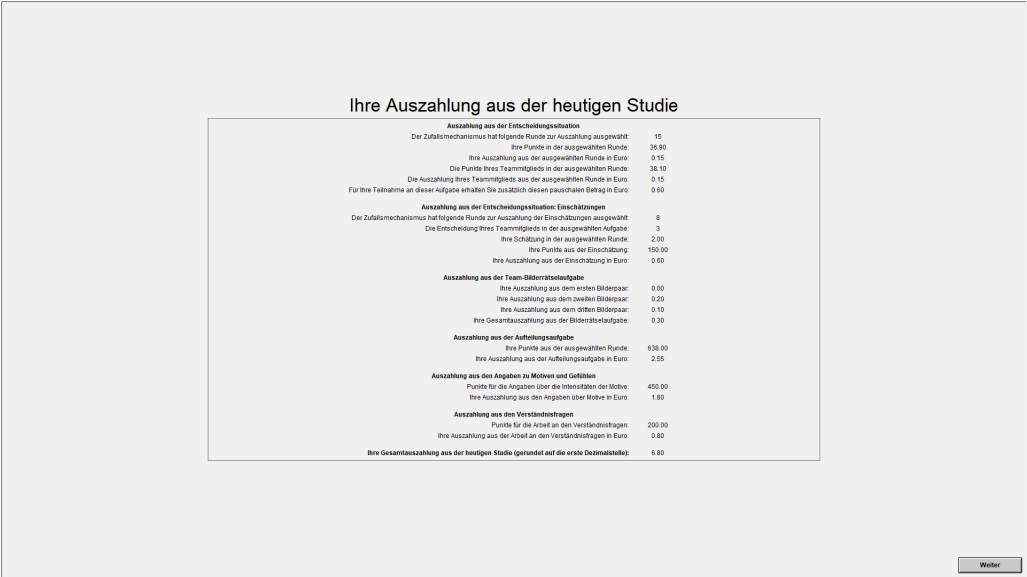 Ihre Auszahlung aus der heutigen Studie
Auszahlung aus der Entscheidungssituation
Der Zufallsmechanismus hat folgende Runde zur Auszahlung ausgewählt: 15
Ihre Punkte in der ausgewählten Runde: 36.90
Ihre Auszahlung aus der ausgewählten Runde in Euro: 0.15
Die Punkte Ihres Teammitglieds in der ausgewählten Runde: 38.10
Die Auszahlung Ihres Teammitglieds aus der ausgewählten Runde in Euro: 0.15
Für Ihre Teilnahme an dieser Aufgabe erhalten Sie zusätzlich diesen pauschalen Betrag in Euro: 0.60
Auszahlung aus der Entscheidungssituation: Einschätzungen
Der Zufallsmechanismus hat folgende Runde zur Auszahlung der Einschätzungen ausgewählt: 8
Die Entscheidung Ihres Teammitglieds in der ausgewählten Aufgabe: 3
Ihre Schätzung in der ausgewählten Runde: 2.00
Ihre Punkte aus der Einschätzung: 150.00
Ihre Auszahlung aus der Einschätzung in Euro: 0.60
Auszahlung aus der Team-Bilderrätselaufgabe
Ihre Auszahlung aus dem ersten Bilderpaar: 0.00
Ihre Auszahlung aus dem zweiten Bilderpaar: 0.20
Ihre Auszahlung aus dem dritten Bilderpaar: 0.10
Ihre Gesamtauszahlung aus der Bilderrätselaufgabe: 0.30
Auszahlung aus der Aufteilungsaufgabe
Ihre Punkte aus der ausgewählten Runde: 638.00
Ihre Auszahlung aus der Aufteilungsaufgabe in Euro: 2.55
Auszahlung aus den Angaben zu Motiven und Gefühlen
Punkte für die Angaben über die Intensitäten der Motive: 450.00
Ihre Auszahlung aus den Angaben über Motive in Euro: 1.80
Auszahlung aus den Verständnisfragen
Punkte für die Arbeit an den Verständnisfragen: 200.00
Ihre Auszahlung aus der Arbeit an den Verständnisfragen in Euro: 0.80
Ihre Gesamtauszahlung aus der heutigen Studie (gerundet auf die erste Dezimalstelle): 6.80
Weiter